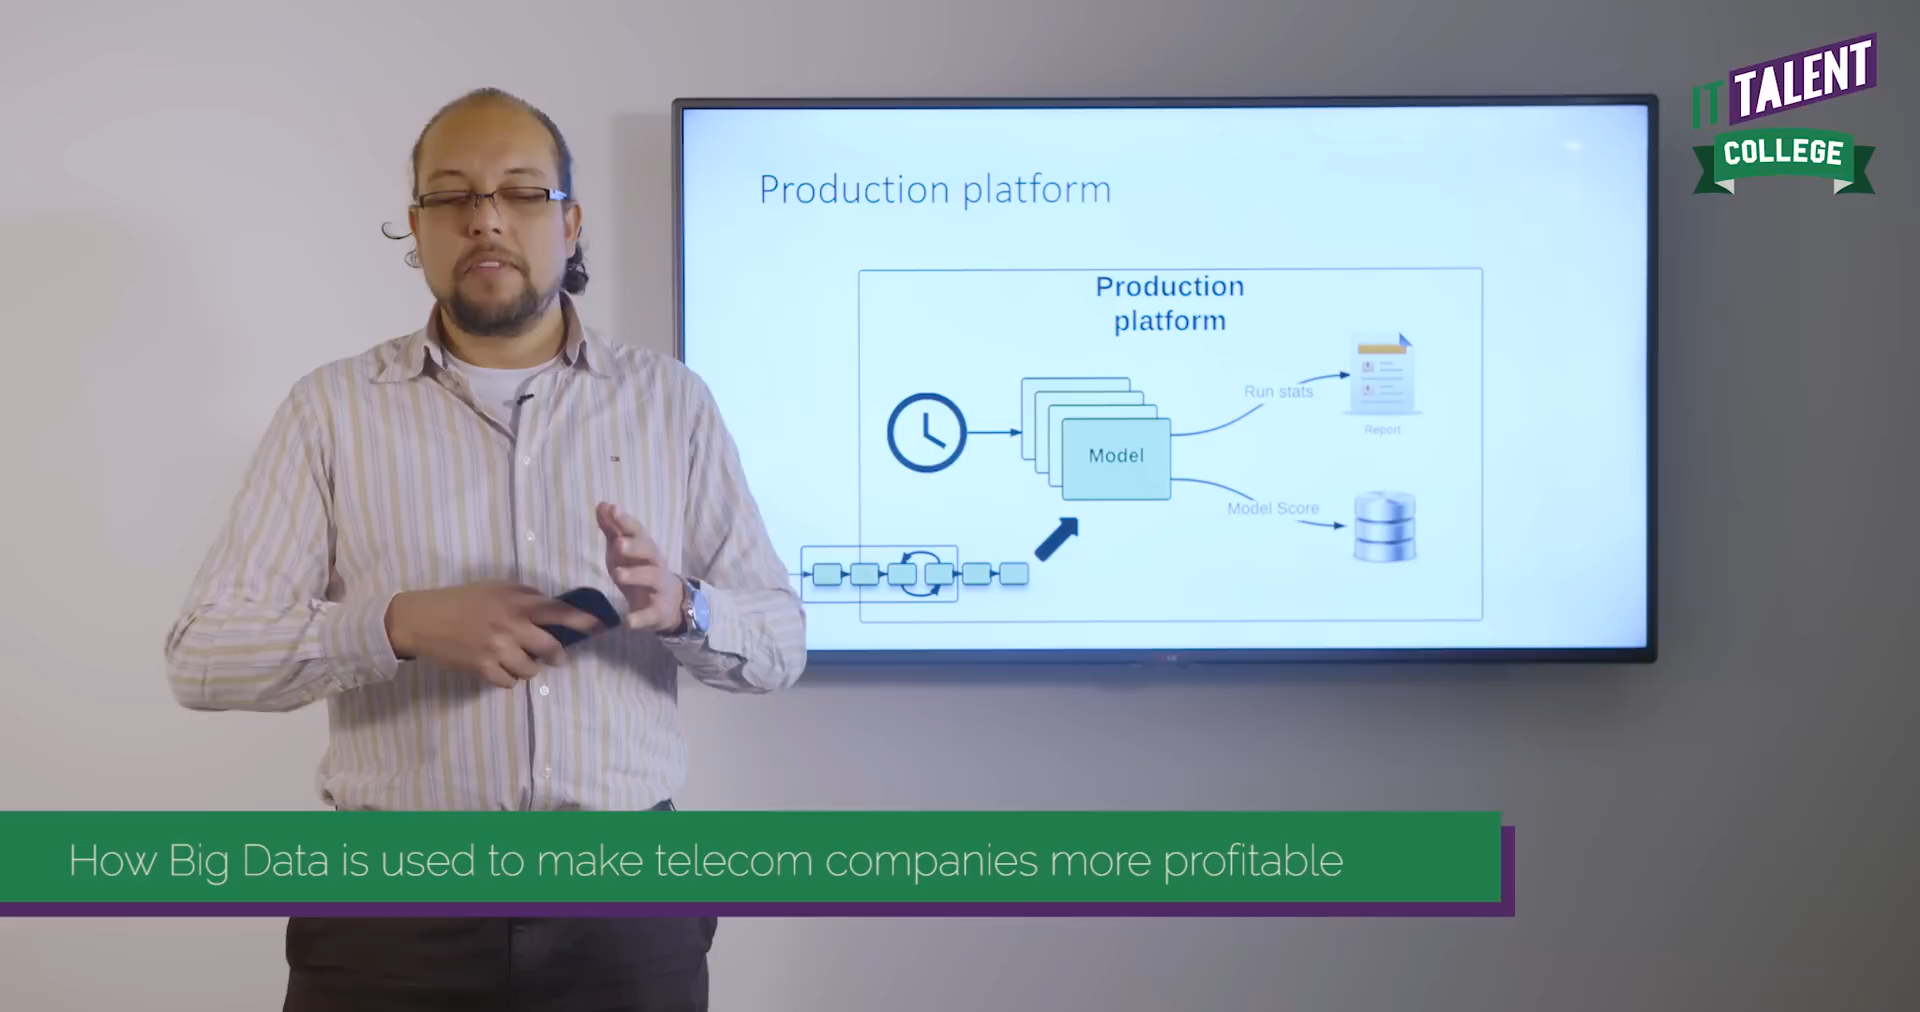 IT TALENT
COLLEGE
Production platform
Production
platform
Run stats
Report
Model
Model Score
How Big Data is used to make telecom companies more profitable